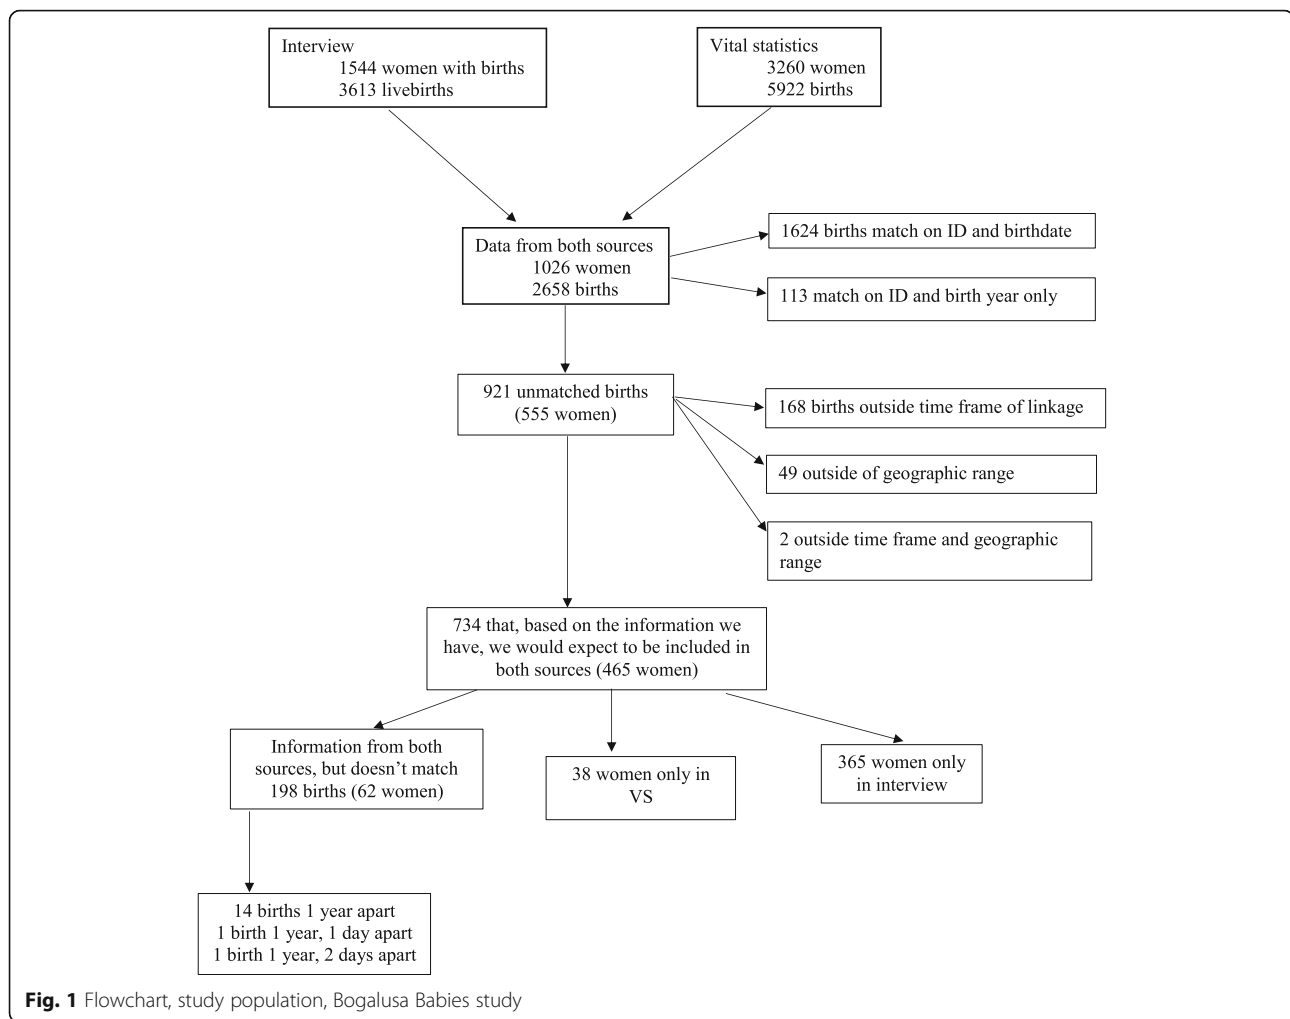 Interview
1544 women with births
3613 livebirths
Vital statistics
3260 women
5922 births
Data from both sources
1026 women
2658 births
1624 births match on ID and birthdate
113 match on ID and birth year only
921 unmatched births
(555 women)
168 births outside time frame of linkage
49 outside of geographic range
2 outside time frame and geographic
range
734 that, based on the information we
have, we would expect to be included in
both sources (465 women)
Information from both
sources, but doesn't match
198 births (62 women)
38 women only in
VS
365 women only
in interview
14 births 1 year apart
1 birth 1 year, 1 day apart
1 birth 1 year, 2 days apart
Fig. 1 Flowchart, study population, Bogalusa Babies study